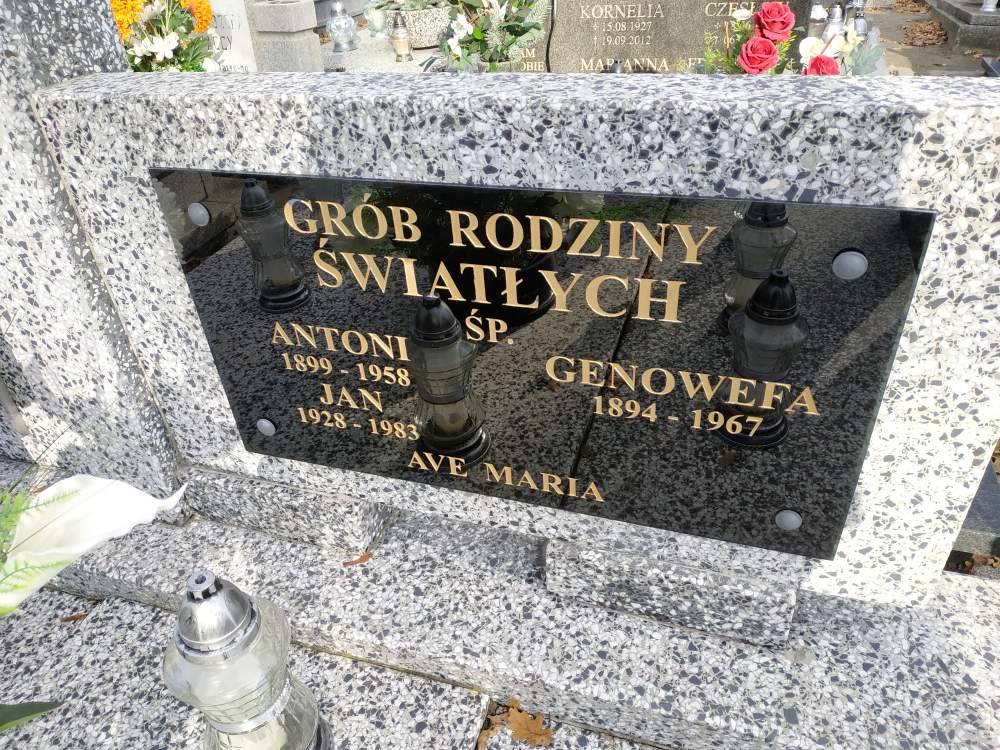 KORNELIA
* 15.08.1927
† 19.09.2012
MARIANNA
GRÓB RODZINY
ŚWIATŁYCH
ŚP.
ANTONI
1899 - 1958
JAN
1928 - 1983
GENOWEFA
1894 - 1967
AVE MARIA